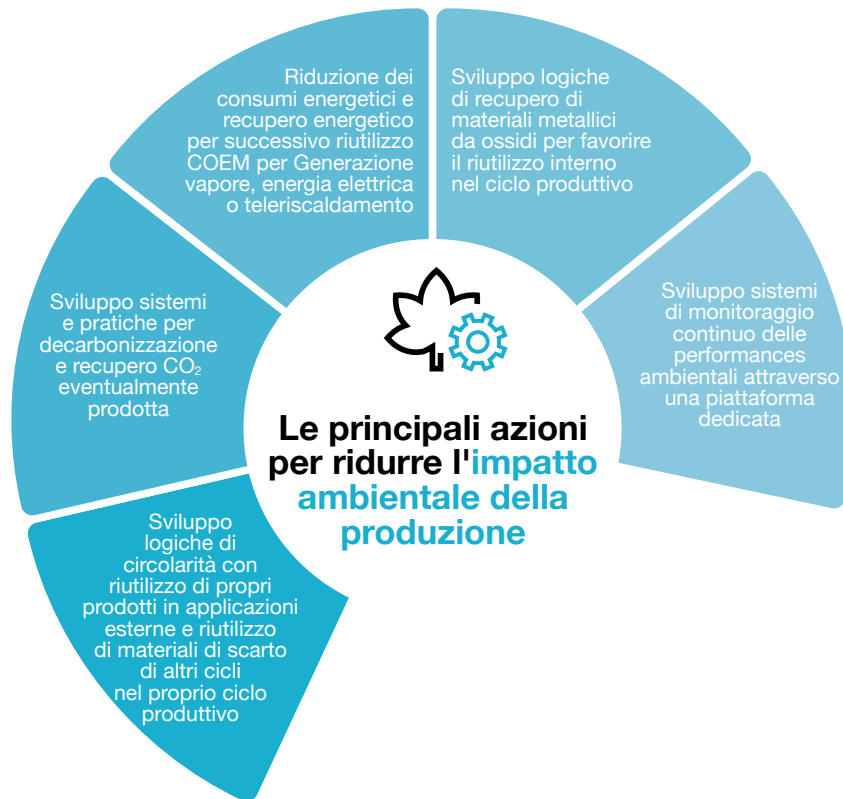 Riduzione dei
consumi energetici e
recupero energetico
per successivo riutilizzo
COEM per Generazione
vapore, energia elettrica
o teleriscaldamento
Sviluppo logiche
di recupero di
materiali metallici
da ossidi per favorire
il riutilizzo interno
nel ciclo produttivo
Sviluppo sistemi
e pratiche per
decarbonizzazione
e recupero CO₂
eventualmente
prodotta
Sviluppo sistemi
di monitoraggio
continuo delle
performances
ambientali attraverso
una piattaforma
dedicata
Le principali azioni
per ridurre l'impatto
ambientale della
produzione
Sviluppo
logiche di
circolarità con
riutilizzo di propri
prodotti in applicazioni
esterne e riutilizzo
di materiali di scarto
di altri cicli
nel proprio ciclo
produttivo